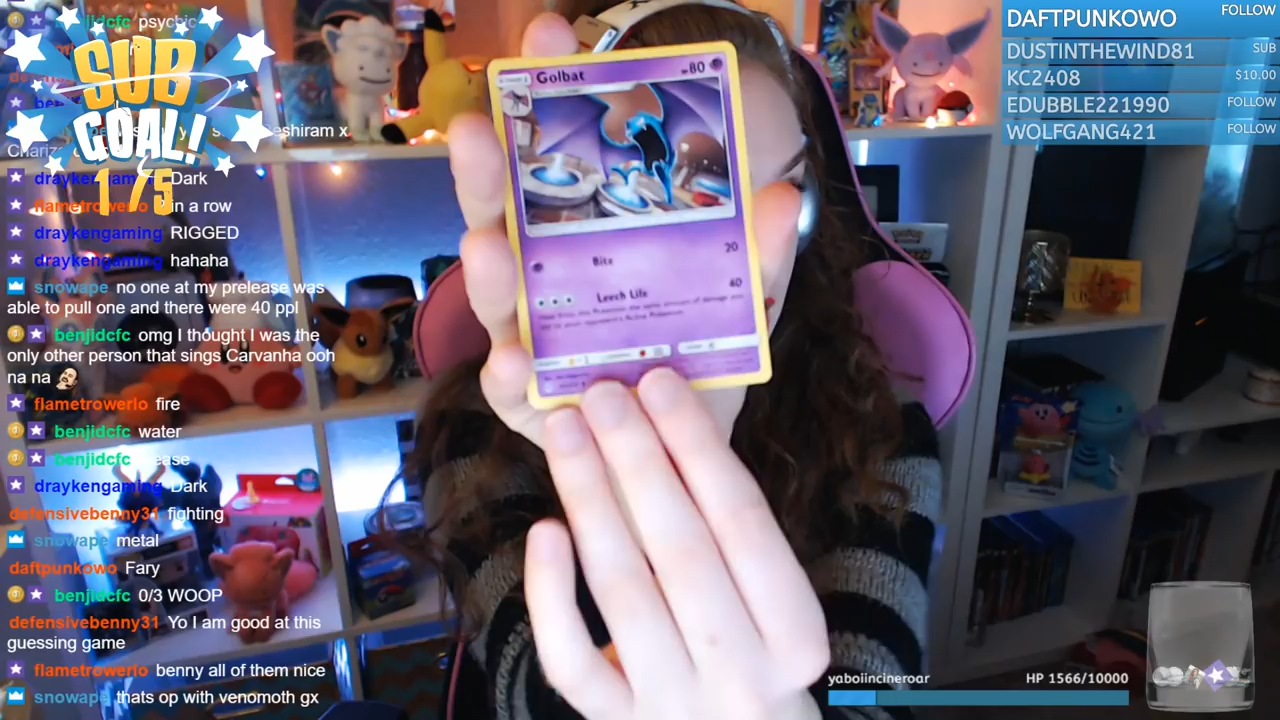 benjidcfc psychic
SUB
GOAL!
1/5
draykengaming Dark
flametrowerlo in a row
draykengaming RIGGED
draykengaming hahaha
snowape no one at my prelease was
able to pull one and there were 40 ppl
benjidcfc omg I thought I was the
only other person that sings Carvanha ooh
na na
flametrowerlo fire
benjidcfc water
benjidcfc
draykengaming Dark
defensivebenny31 fighting
snowape metal
daftpunkowo Fary
benjidcfc 0/3 WOOP
defensivebenny31 Yo I am good at this
guessing game
flametrowerlo benny all of them nice
snowape thats op with venomoth gx
Golbat
80
Bite 20
Leech Life 60
DAFTPUNKOWO FOLLOW
DUSTINTHEWIND81 SUB
KC2408 $10.00
EDUBBLE221990 FOLLOW
WOLFGANG421 FOLLOW
yaboiincineroar HP 1566/10000